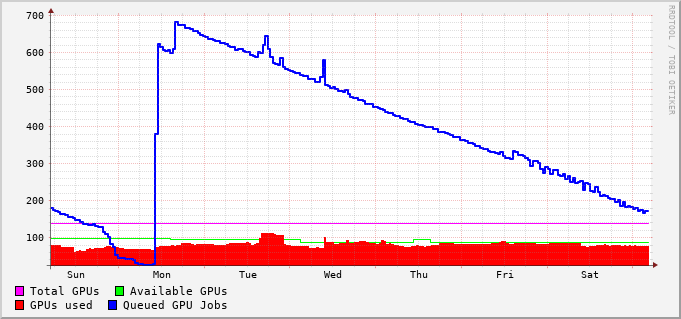 700
600
500
400
300
200
100
Sun Mon Tue Wed Thu Fri Sat
Total GPUs Available GPUs
GPUs used Queued GPU Jobs
RRDTOOL / TOBI OETIKER